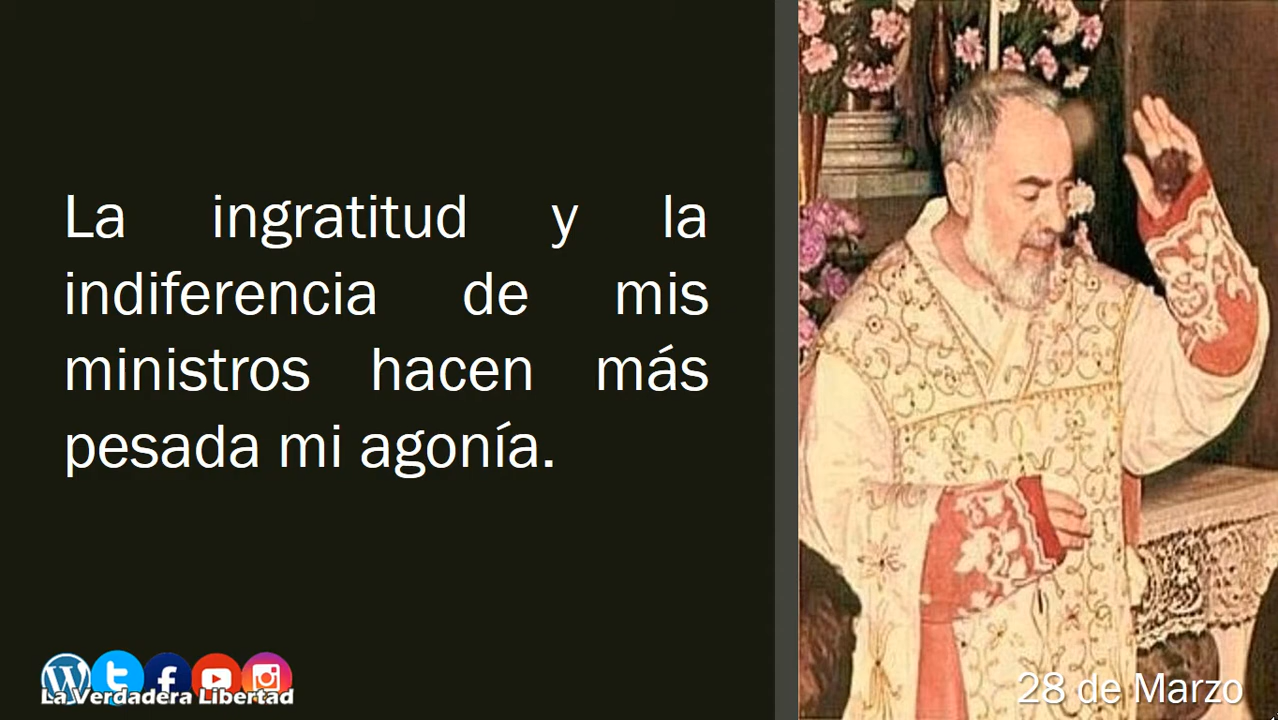 La ingratitud y la
indiferencia de mis
ministros hacen más
pesada mi agonía.
La Verdadera Libertad
28 de Marzo